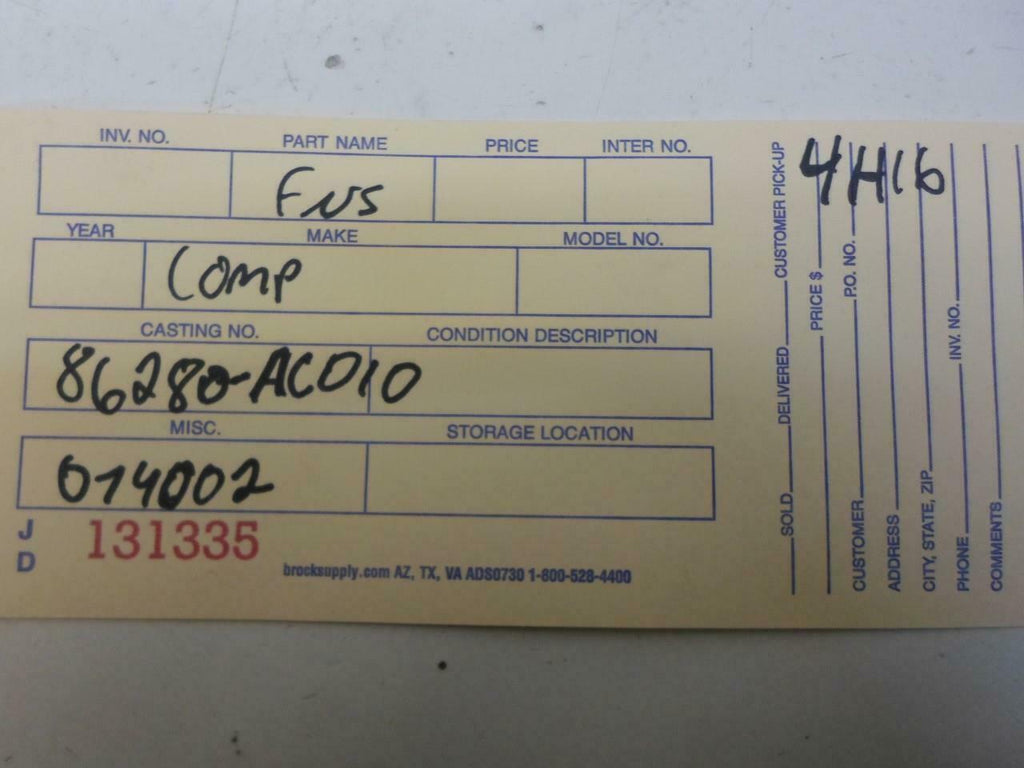 INV. NO. PART NAME PRICE INTER NO.
FNS
YEAR MAKE MODEL NO.
COMP
CASTING NO. CONDITION DESCRIPTION
86280-ACD10
MISC. STORAGE LOCATION
014002
J D
131335
brocksupply.com AZ, TX, VA ADS0730 1-800-528-4400
4H16
SOLD DELIVERED CUSTOMER PICK-UP
PRICE $
CUSTOMER P.O. NO.
ADDRESS
CITY, STATE, ZIP
PHONE INV. NO.
COMMENTS